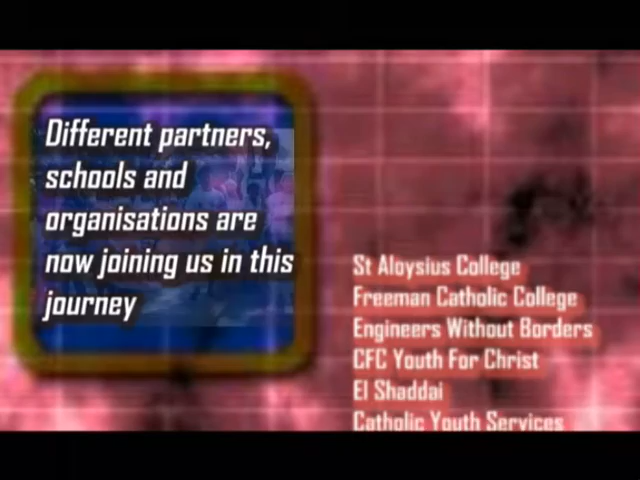 Different partners,
schools and
organisations are
now joining us in this
journey
St Aloysius College
Freeman Catholic College
Engineers Without Borders
CFC Youth For Christ
El Shaddai
Catholic Youth Services